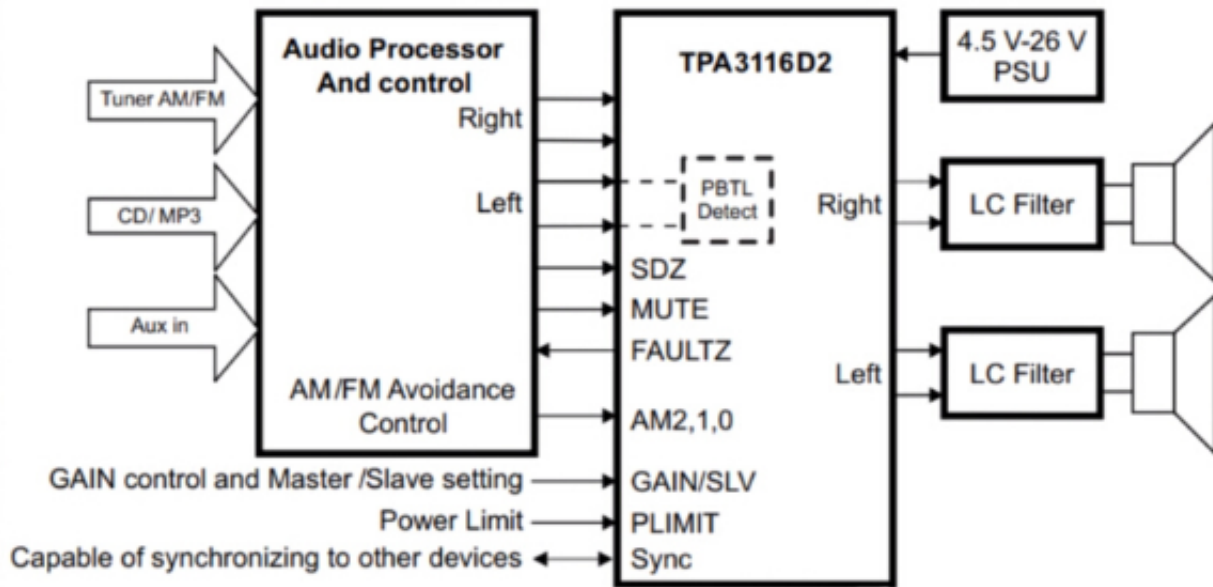 Audio Processor
And control
TPA3116D2
4.5 V-26 V
PSU
Tuner AM/FM
Right
CD/ MP3
Left
PBTL
Detect
Right
LC Filter
SDZ
MUTE
Aux in
FAULTZ
Left
LC Filter
AM/FM Avoidance
Control
AM2,1,0
GAIN control and Master /Slave setting
GAIN/SLV
Power Limit
PLIMIT
Capable of synchronizing to other devices
Sync